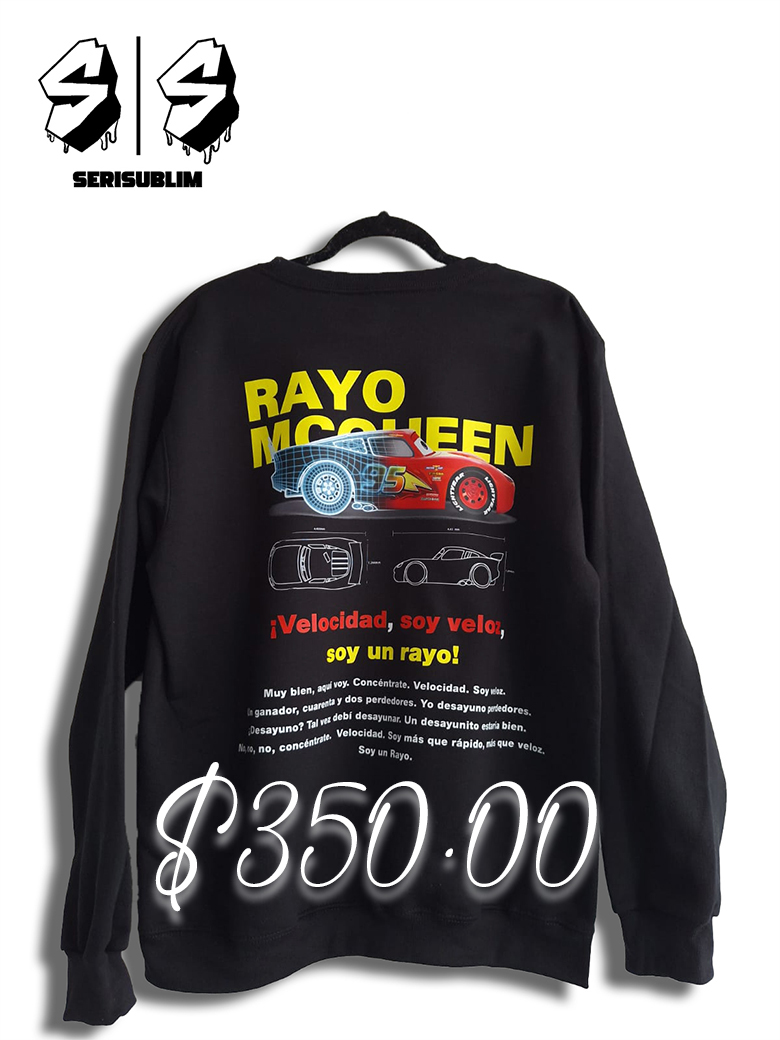 S|S
SERISUBLIM
RAYO
MCQUEEN
95
LIGHTYEAR LIGHTYEAR
¡Velocidad, soy veloz,
soy un rayo!
Muy bien, aquí voy. Concéntrate. Velocidad. Soy veloz.
Un ganador, cuarenta y dos perdedores. Yo desayuno perdedores.
¿Desayuno? Tal vez debí desayunar. Un desayunito estaría bien.
No, no, no, concéntrate. Velocidad. Soy más que rápido, más que veloz.
Soy un Rayo.
$350.00